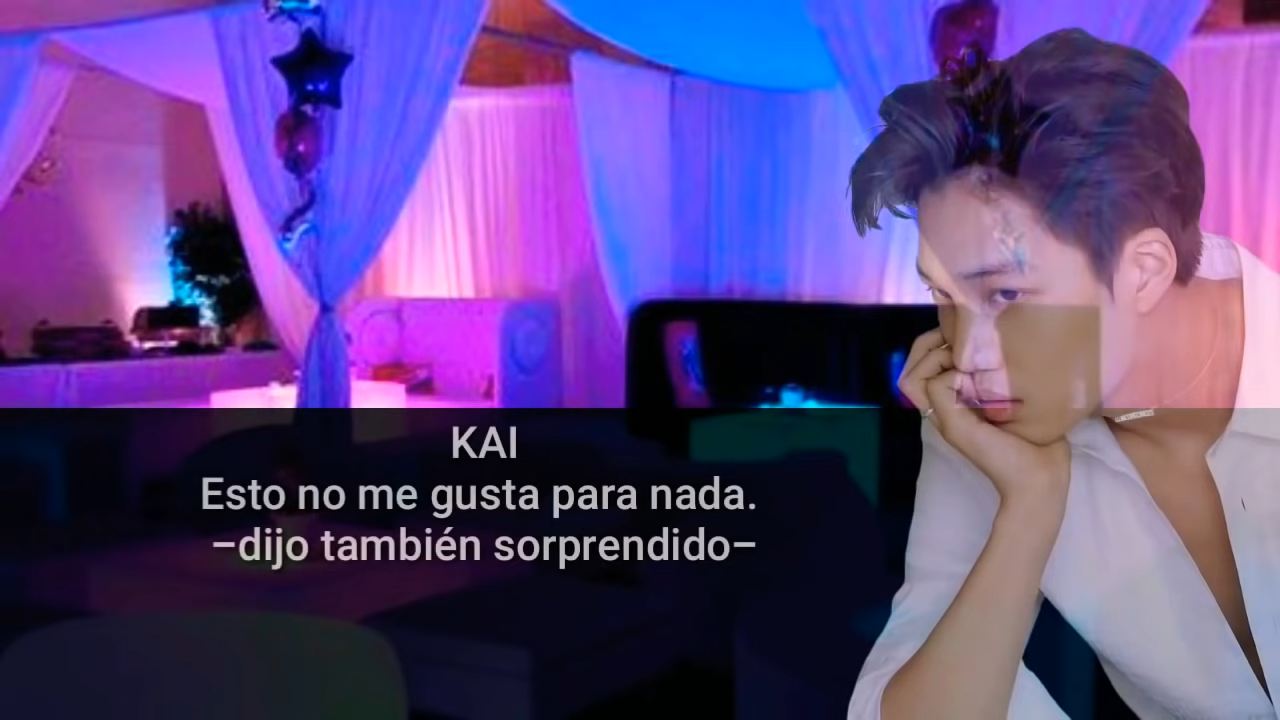 KAI
Esto no me gusta para nada.
–dijo también sorprendido–